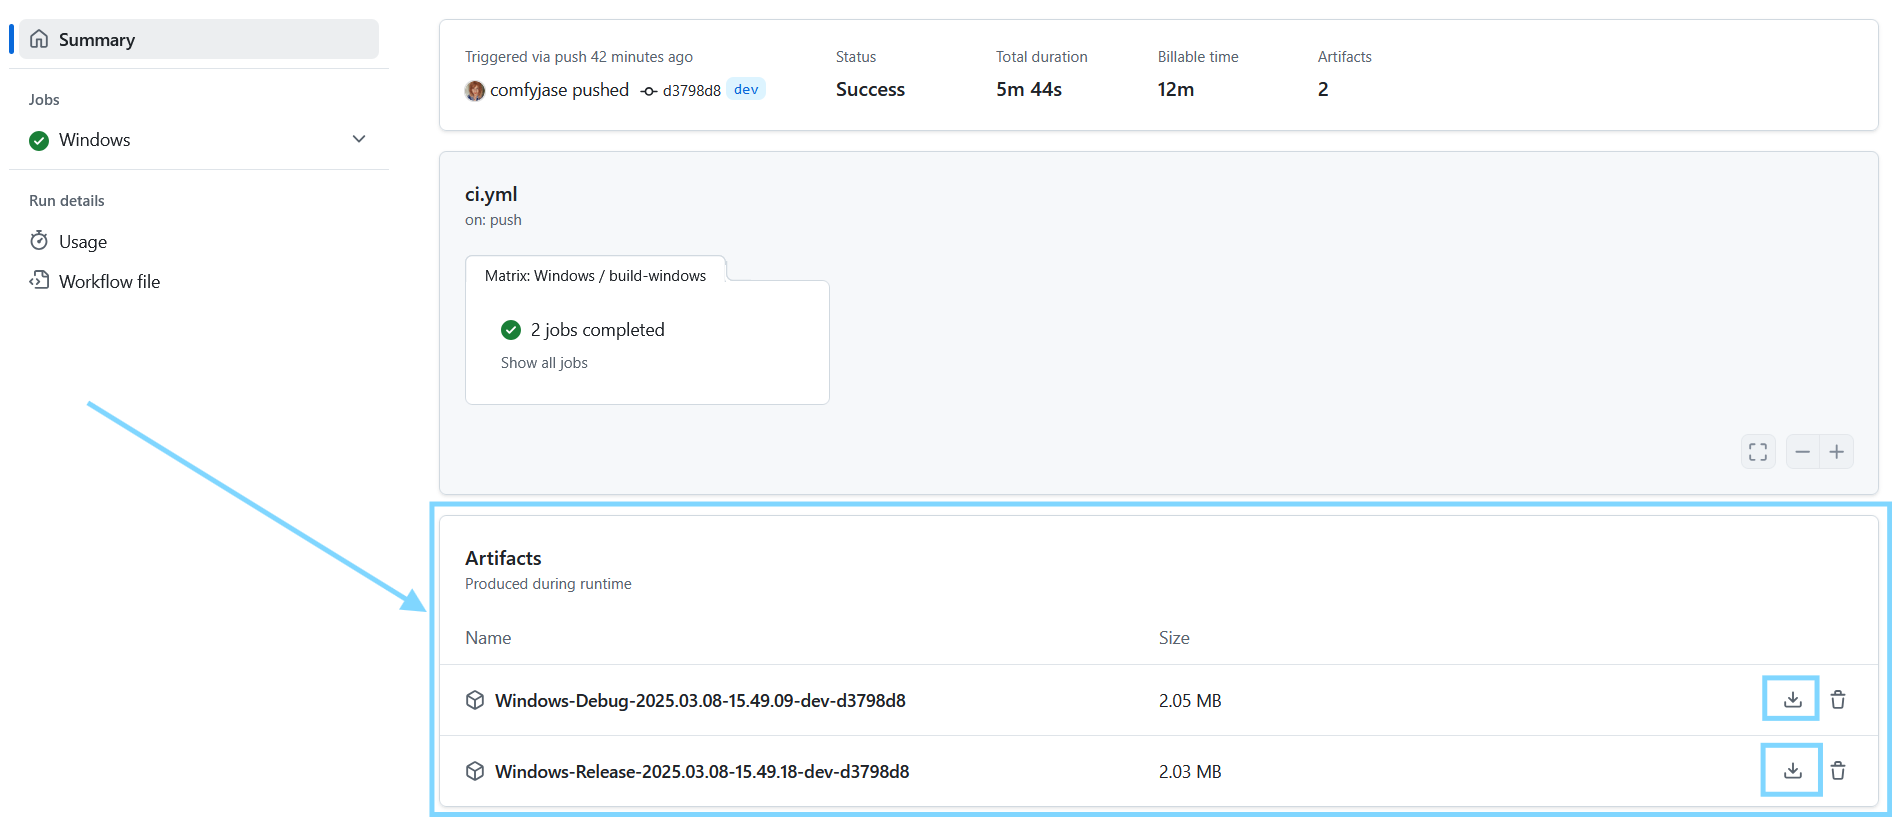 Summary
Jobs
Windows
Run details
Usage
Workflow file
Triggered via push 42 minutes ago
comfyjase pushed d3798d8 dev
Status
Success
Total duration
5m 44s
Billable time
12m
Artifacts
2
ci.yml
on: push
Matrix: Windows / build-windows
2 jobs completed
Show all jobs
Artifacts
Produced during runtime
Name Size
Windows-Debug-2025.03.08-15.49.09-dev-d3798d8 2.05 MB
Windows-Release-2025.03.08-15.49.18-dev-d3798d8 2.03 MB